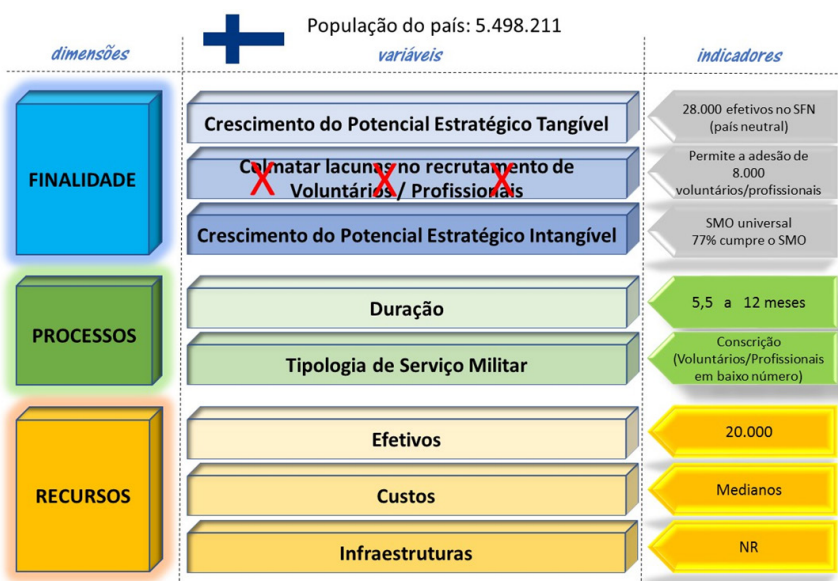 População do país: 5.498.211
dimensões
variáveis
indicadores
FINALIDADE
Crescimento do Potencial Estratégico Tangível
28.000 efetivos no SFN
(país neutral)
Colmatar lacunas no recrutamento de
Voluntários / Profissionais
Permite a adesão de
8.000
voluntários/profissionais
Crescimento do Potencial Estratégico Intangível
SMO universal
77% cumpre o SMO
PROCESSOS
Duração
5,5 a 12 meses
Tipologia de Serviço Militar
Conscrição
(Voluntários/Profissionais
em baixo número)
RECURSOS
Efetivos
20.000
Custos
Medianos
Infraestruturas
NR